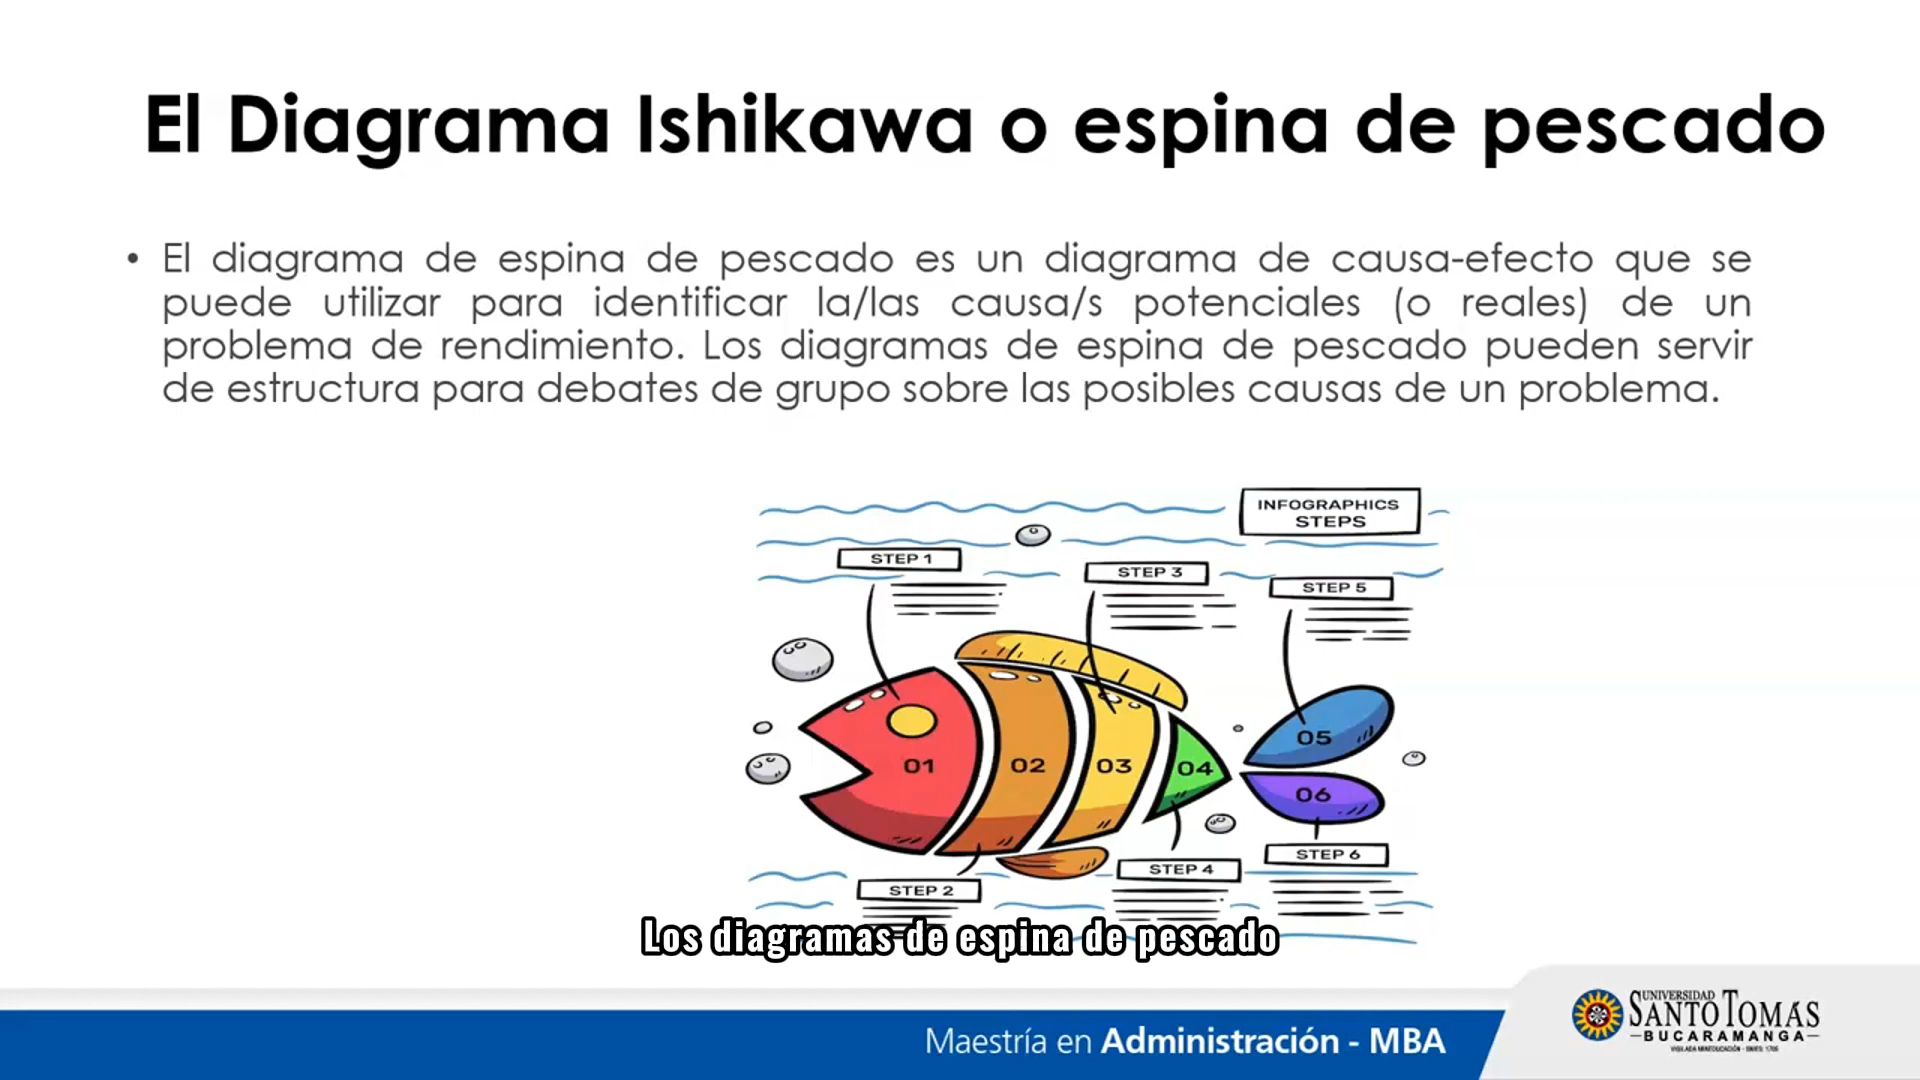 El Diagrama Ishikawa o espina de pescado
• El diagrama de espina de pescado es un diagrama de causa-efecto que se
puede utilizar para identificar la/las causa/s potenciales (o reales) de un
problema de rendimiento. Los diagramas de espina de pescado pueden servir
de estructura para debates de grupo sobre las posibles causas de un problema.
INFOGRAPHICS
STEPS
STEP 1
STEP 3
STEP 5
01
02
03
04
05
06
STEP 2
STEP 4
STEP 6
Los diagramas de espina de pescado
Maestría en Administración - MBA
UNIVERSIDAD
SANTO TOMÁS
BUCARAMANGA
VIGILADA MINEDUCACIÓN - SNIES 1705